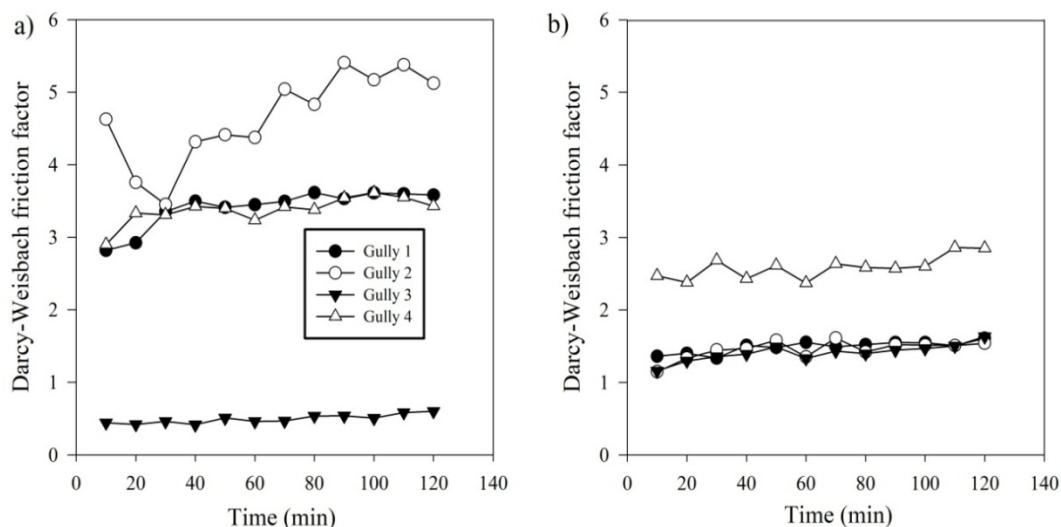 a)
Darcy-Weisbach friction factor
6
5
4
3
2
1
0
0 20 40 60 80 100 120 140
Time (min)
Gully 1
Gully 2
Gully 3
Gully 4
b)
Darcy-Weisbach friction factor
6
5
4
3
2
1
0
0 20 40 60 80 100 120 140
Time (min)